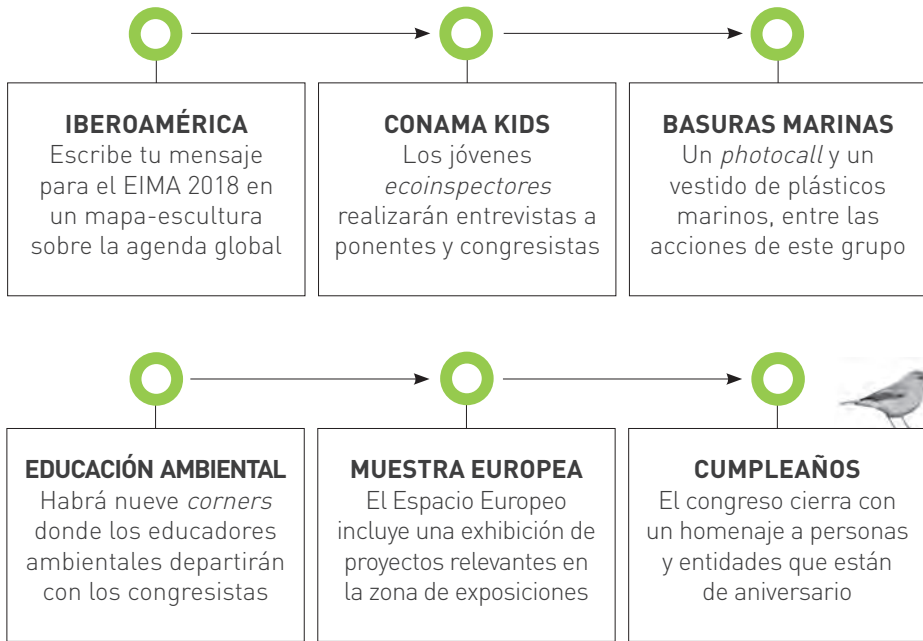 IBEROAMÉRICA
Escribe tu mensaje
para el EIMA 2018 en
un mapa-escultura
sobre la agenda global
CONAMA KIDS
Los jóvenes
ecoinspectores
realizarán entrevistas a
ponentes y congresistas
BASURAS MARINAS
Un photocall y un
vestido de plásticos
marinos, entre las
acciones de este grupo
EDUCACIÓN AMBIENTAL
Habrá nueve corners
donde los educadores
ambientales departirán
con los congresistas
MUESTRA EUROPEA
El Espacio Europeo
incluye una exhibición de
proyectos relevantes en
la zona de exposiciones
CUMPLEAÑOS
El congreso cierra con
un homenaje a personas
y entidades que están
de aniversario